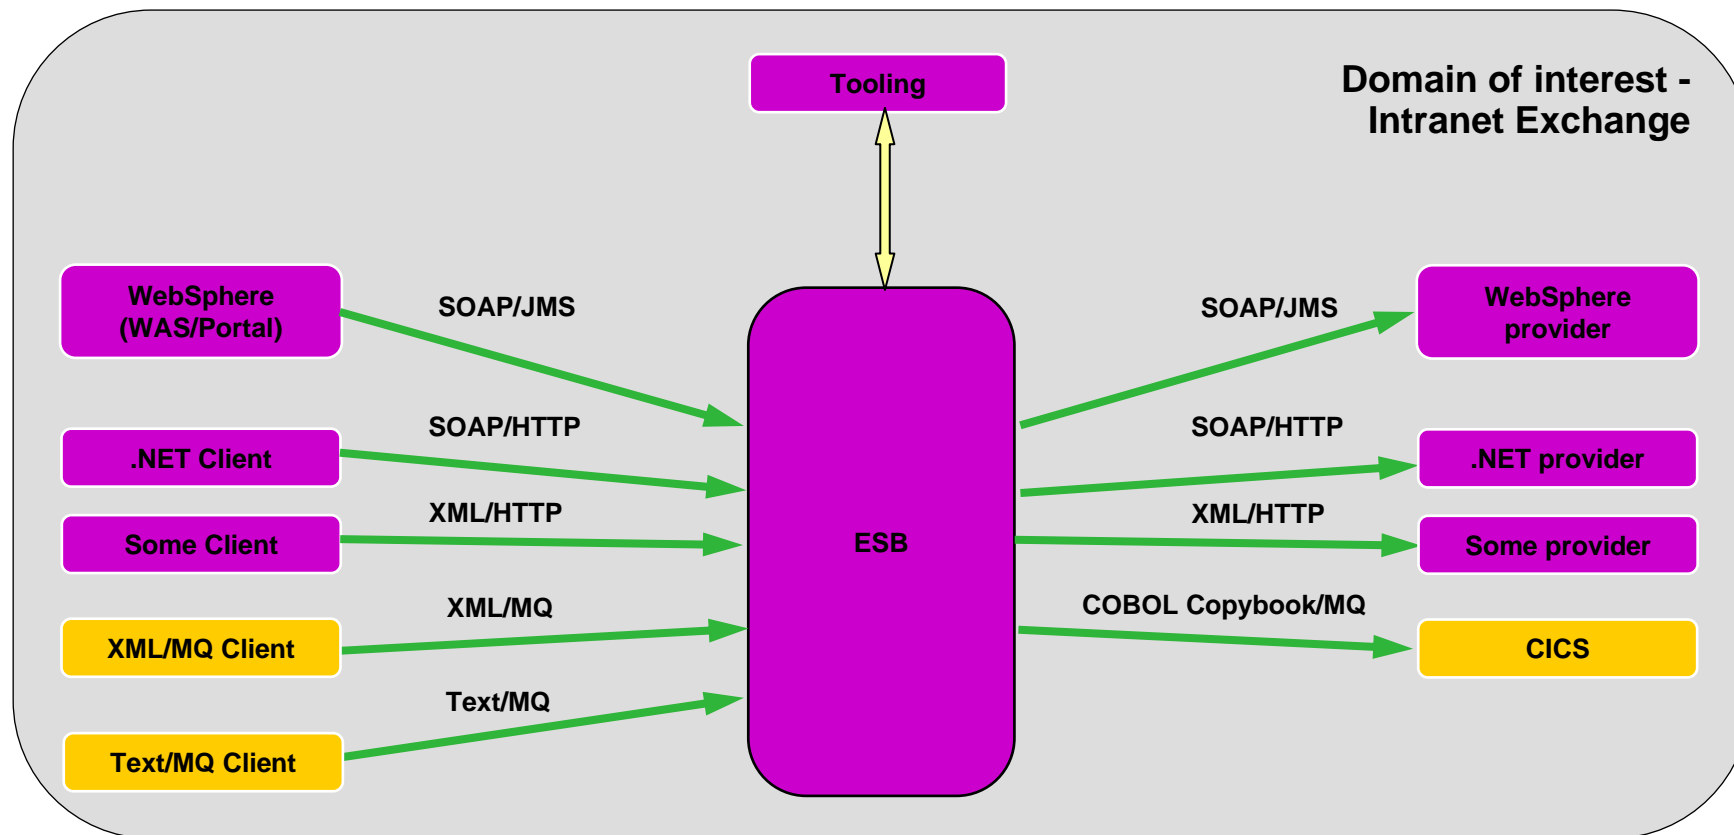 Tooling
Domain of interest -
Intranet Exchange
WebSphere
(WAS/Portal)
SOAP/JMS
SOAP/JMS
WebSphere
provider
.NET Client
SOAP/HTTP
SOAP/HTTP
.NET provider
Some Client
XML/HTTP
ESB
XML/HTTP
Some provider
XML/MQ Client
XML/MQ
COBOL Copybook/MQ
CICS
Text/MQ Client
Text/MQ